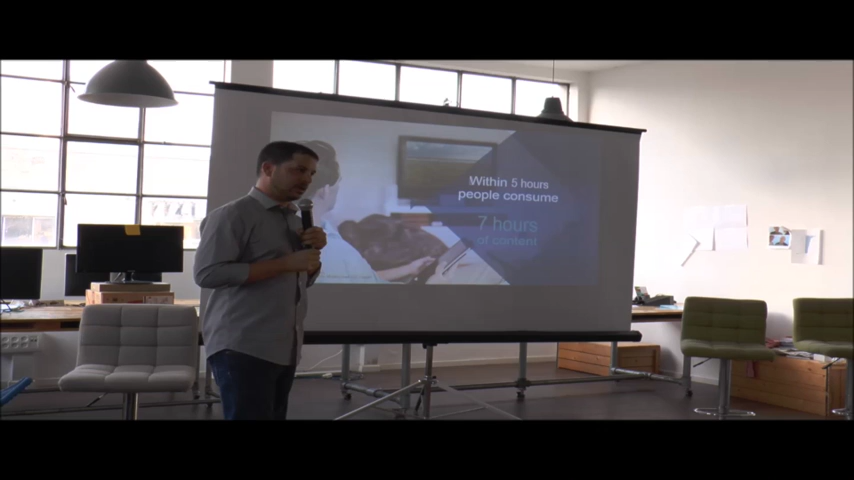 Within 5 hours
people consume
7 hours
of content